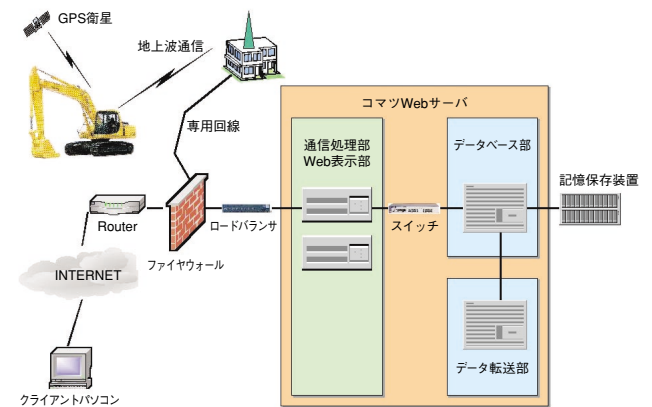 GPS衛星
地上波通信
専用回線
コマツWebサーバ
通信処理部
Web表示部
データベース部
記憶保存装置
Router
ロードバランサ
スイッチ
ファイヤウォール
INTERNET
データ転送部
クライアントパソコン